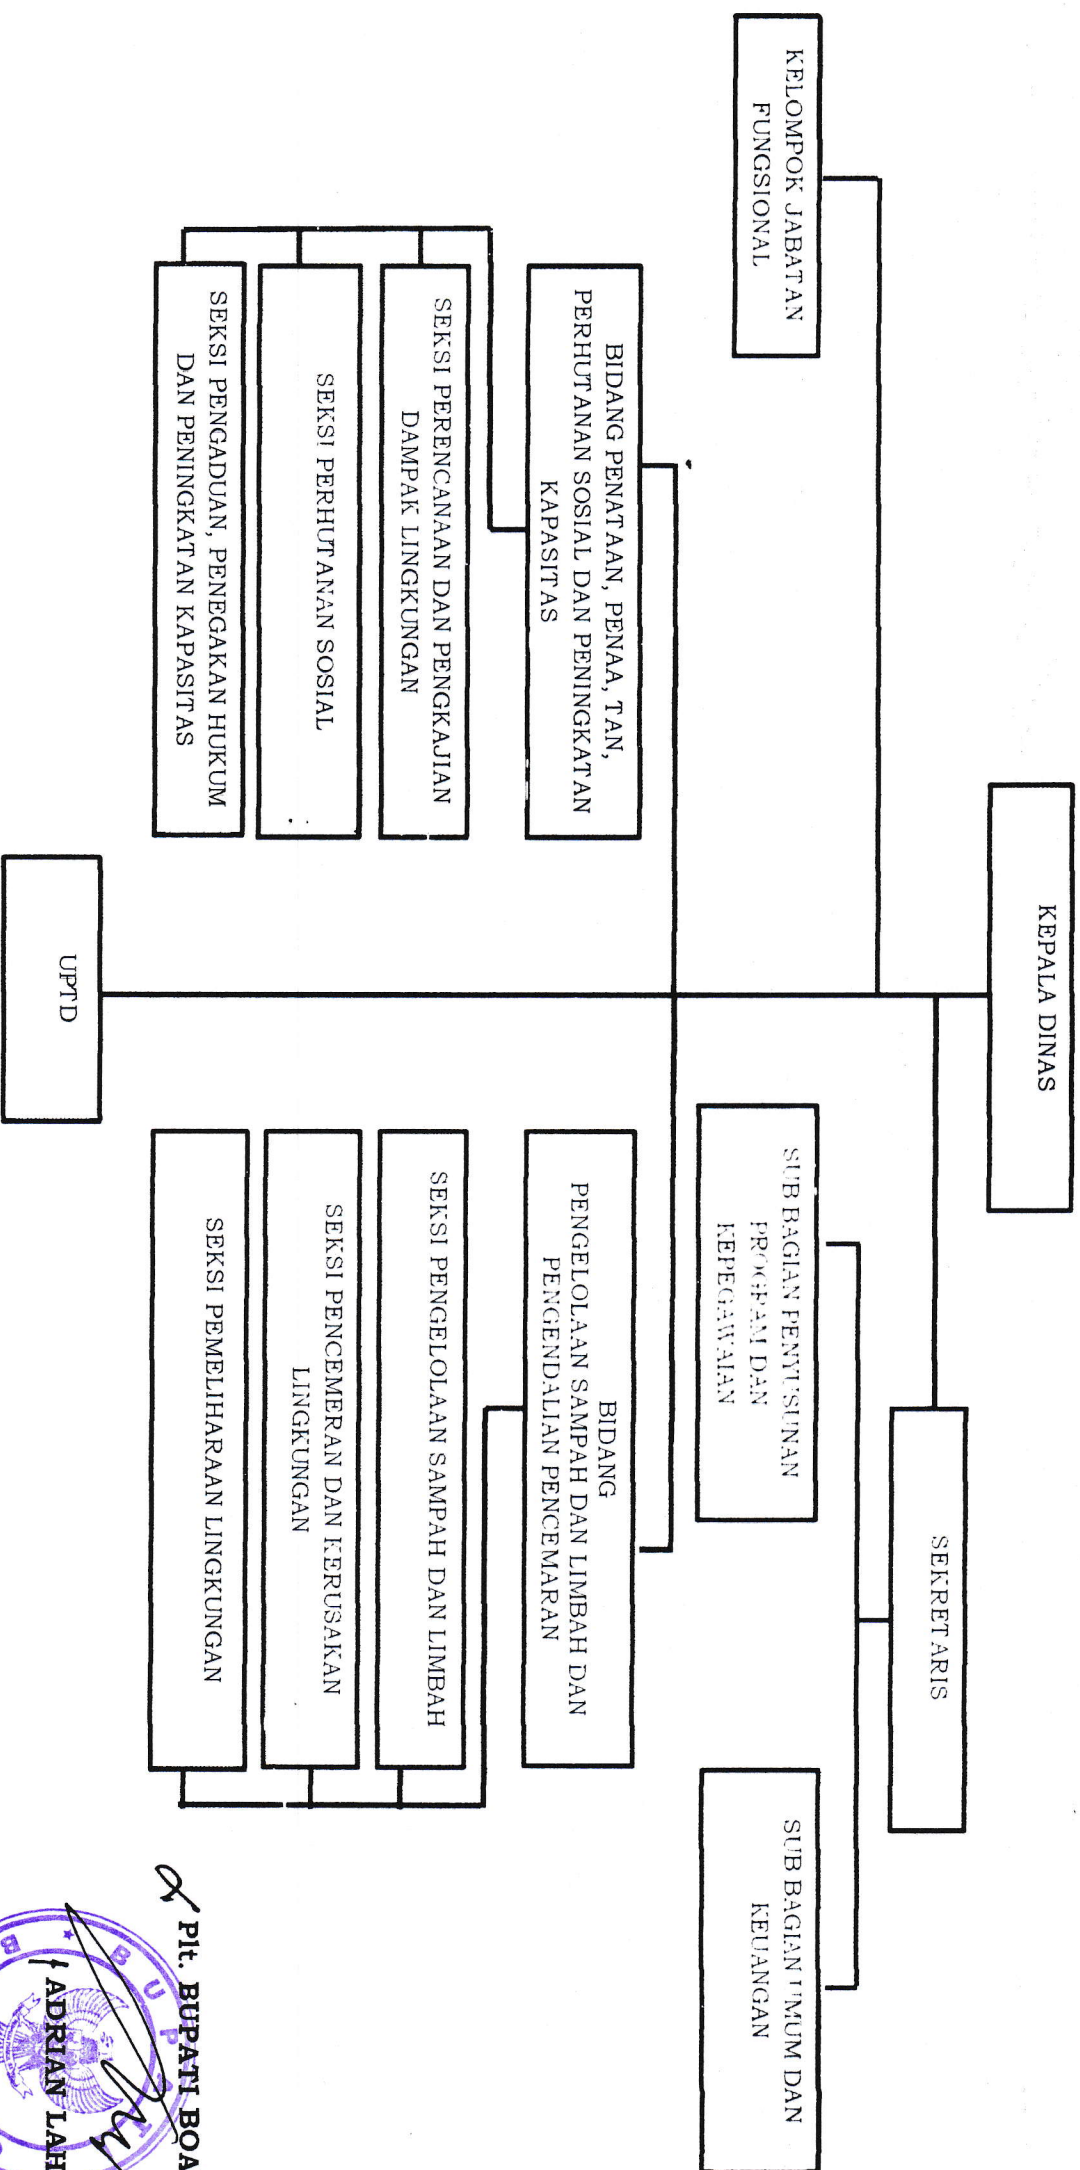 KEPALA DINAS
SEKRETARIS
KELOMPOK JABATAN
FUNGSIONAL
SUB BAGIAN PENYUSUNAN
PROGRAM DAN
KEPEGAWAIAN
SUB BAGIAN UMUM DAN
KEUANGAN
BIDANG PENATAAN, PENAA, TAN,
PERHUTANAN SOSIAL DAN PENINGKATAN
KAPASITAS
BIDANG
PENGELOLAAN SAMPAH DAN LIMBAH DAN
PENGENDALIAN PENCEMARAN
SEKSI PERENCANAAN DAN PENGKAJIAN
DAMPAK LINGKUNGAN
SEKSI PENGELOLAAN SAMPAH DAN LIMBAH
SEKSI PERHUTANAN SOSIAL
SEKSI PENCEMERAN DAN KERUSAKAN
LINGKUNGAN
SEKSI PENGADUAN, PENEGAKAN HUKUM
DAN PENINGKATAN KAPASITAS
SEKSI PEMELIHARAAN LINGKUNGAN
UPTD
Plt. BUPATI BOA
ADRIAN LAH